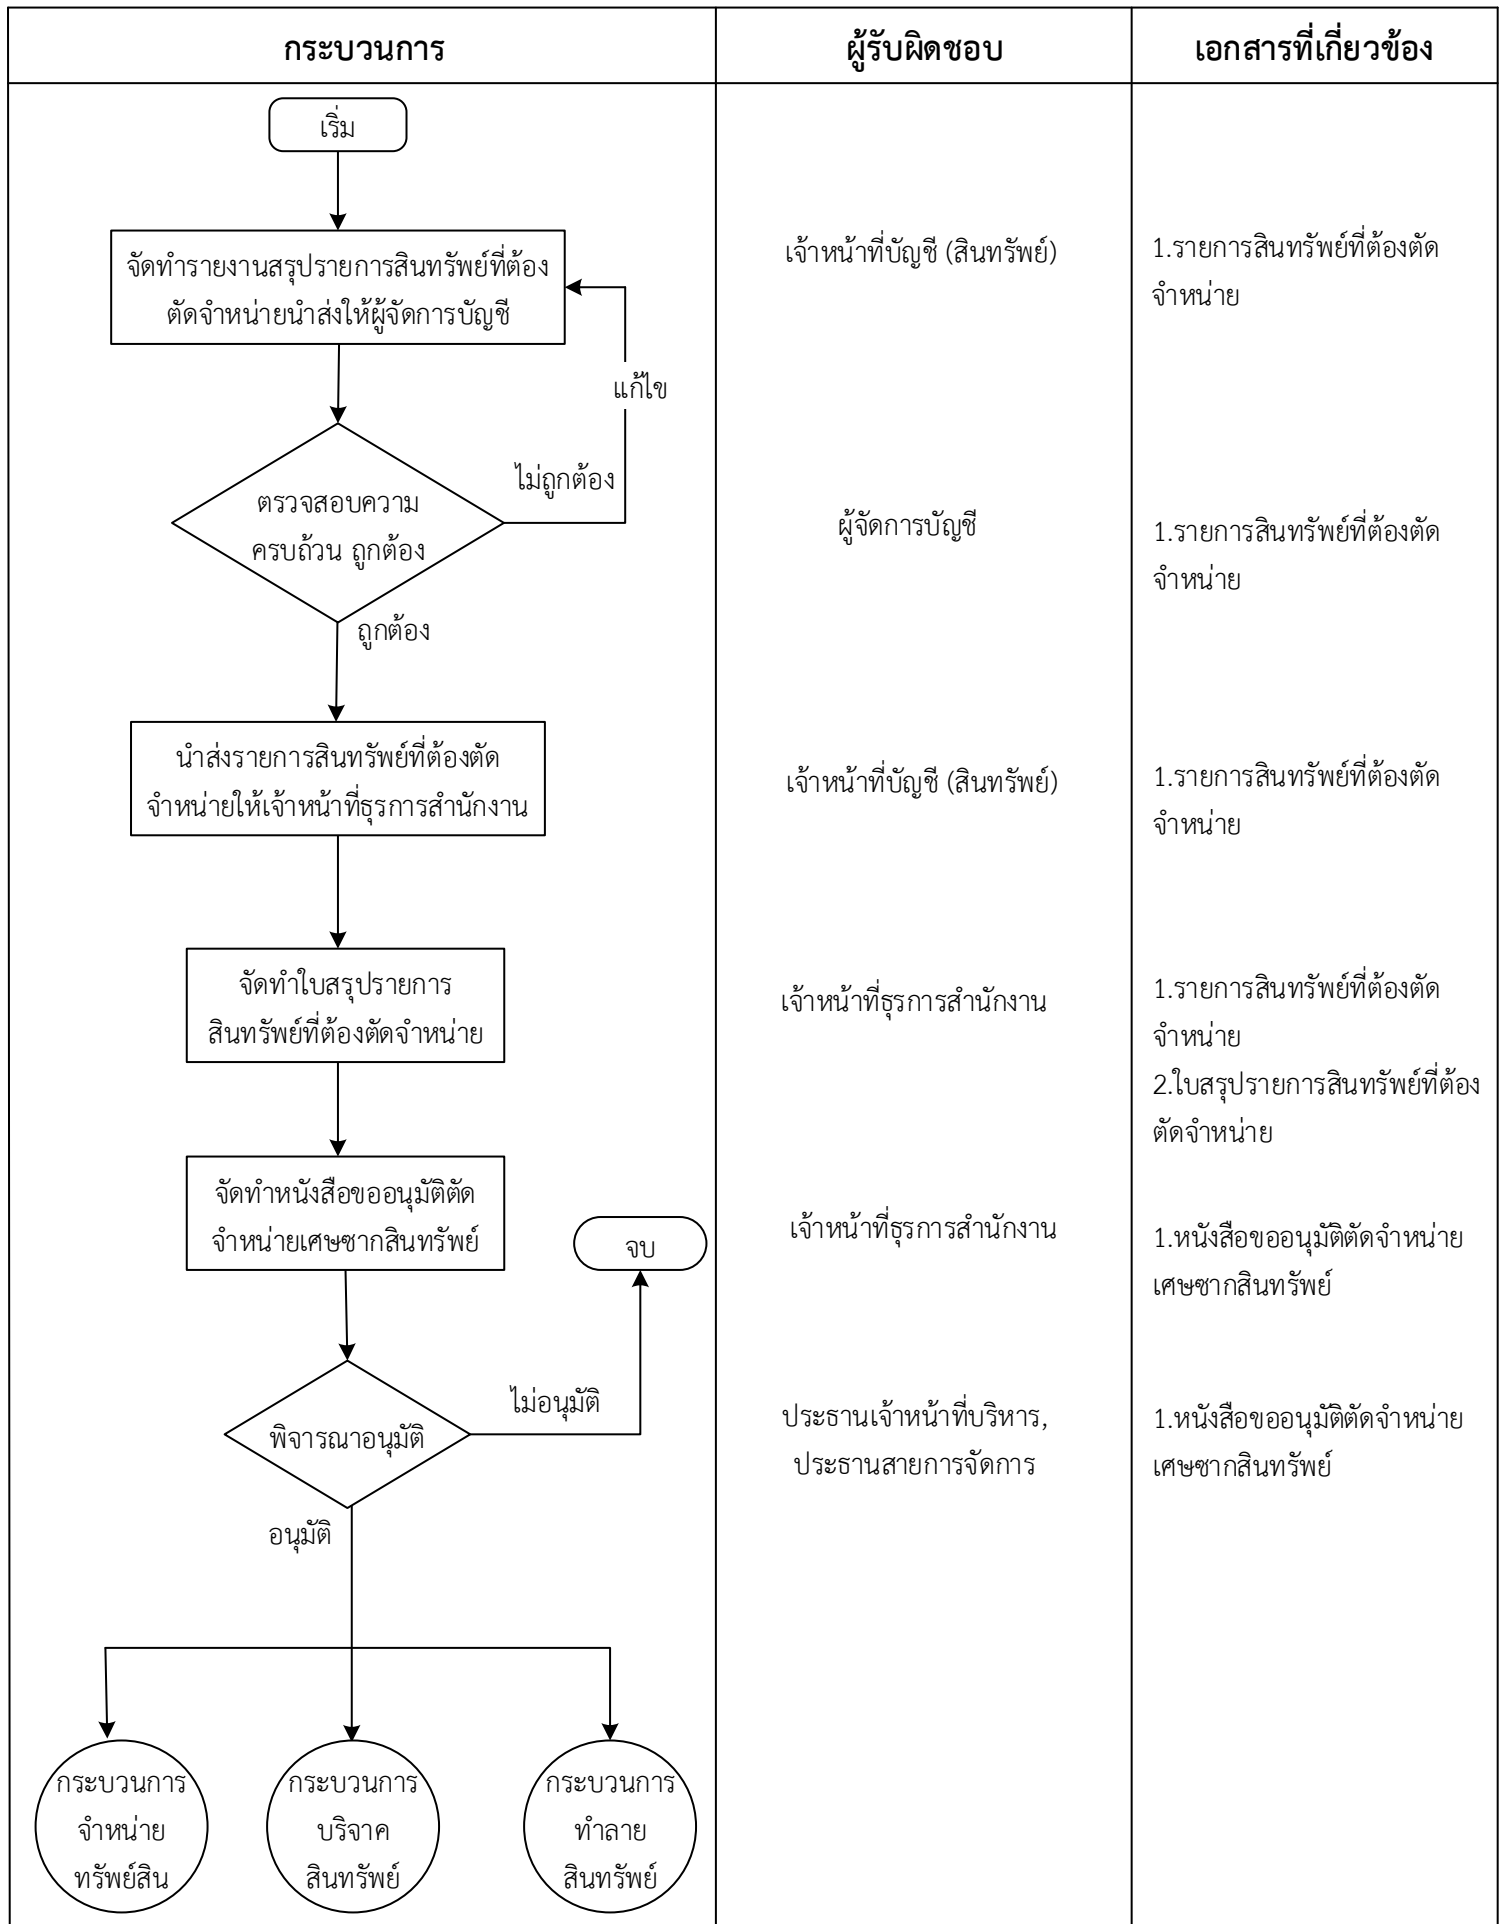 กระบวนการ
ผู้รับผิดชอบ
เอกสารที่เกี่ยวข้อง
เริ่ม
จัดทำรายงานสรุปรายการสินทรัพย์ที่ต้อง
ตัดจำหน่ายนำส่งให้ผู้จัดการบัญชี
เจ้าหน้าที่บัญชี (สินทรัพย์)
1.รายการสินทรัพย์ที่ต้องตัด
จำหน่าย
แก้ไข
ไม่ถูกต้อง
ตรวจสอบความ
ครบถ้วน ถูกต้อง
ผู้จัดการบัญชี
1.รายการสินทรัพย์ที่ต้องตัด
จำหน่าย
ถูกต้อง
นำส่งรายการสินทรัพย์ที่ต้องตัด
จำหน่ายให้เจ้าหน้าที่ธุรการสำนักงาน
เจ้าหน้าที่บัญชี (สินทรัพย์)
1.รายการสินทรัพย์ที่ต้องตัด
จำหน่าย
จัดทำใบสรุปรายการ
สินทรัพย์ที่ต้องตัดจำหน่าย
เจ้าหน้าที่ธุรการสำนักงาน
1.รายการสินทรัพย์ที่ต้องตัด
จำหน่าย
2.ใบสรุปรายการสินทรัพย์ที่ต้อง
ตัดจำหน่าย
จัดทำหนังสือขออนุมัติตัด
จำหน่ายเศษซากสินทรัพย์
จบ
เจ้าหน้าที่ธุรการสำนักงาน
1.หนังสือขออนุมัติตัดจำหน่าย
เศษซากสินทรัพย์
ไม่อนุมัติ
พิจารณาอนุมัติ
ประธานเจ้าหน้าที่บริหาร,
ประธานสายการจัดการ
1.หนังสือขออนุมัติตัดจำหน่าย
เศษซากสินทรัพย์
อนุมัติ
กระบวนการ
จำหน่าย
ทรัพย์สิน
กระบวนการ
บริจาค
สินทรัพย์
กระบวนการ
ทำลาย
สินทรัพย์